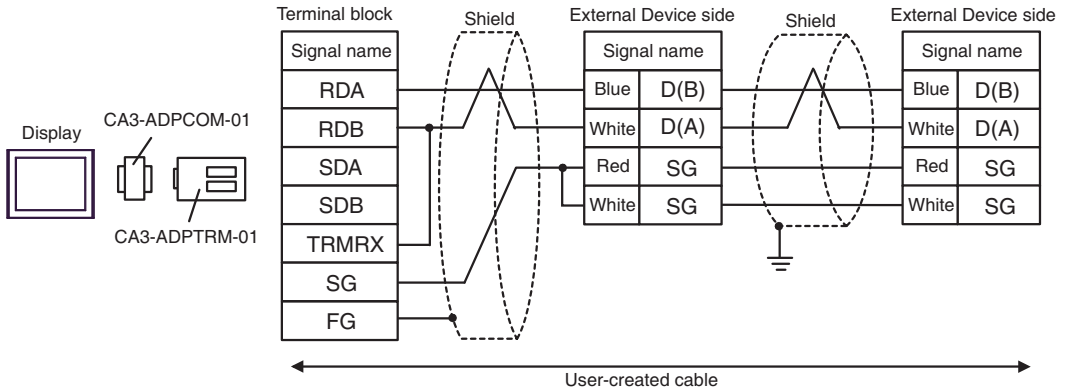 Terminal block
Shield
External Device side
Shield
External Device side
Signal name
Signal name
Signal name
RDA
Blue D(B)
Blue D(B)
RDB
White D(A)
White D(A)
SDA
Red SG
Red SG
SDB
White SG
White SG
TRMRX
SG
FG
Display
CA3-ADPCOM-01
CA3-ADPTRM-01
User-created cable